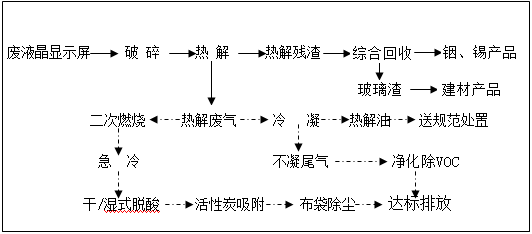 废液晶显示屏 破碎 热解 热解残渣 综合回收 铟、锡产品
玻璃渣 建材产品
二次燃烧 热解废气 冷凝 热解油 送规范处置
急冷 不凝尾气 净化除VOC
干/湿式脱酸 活性炭吸附 布袋除尘 达标排放